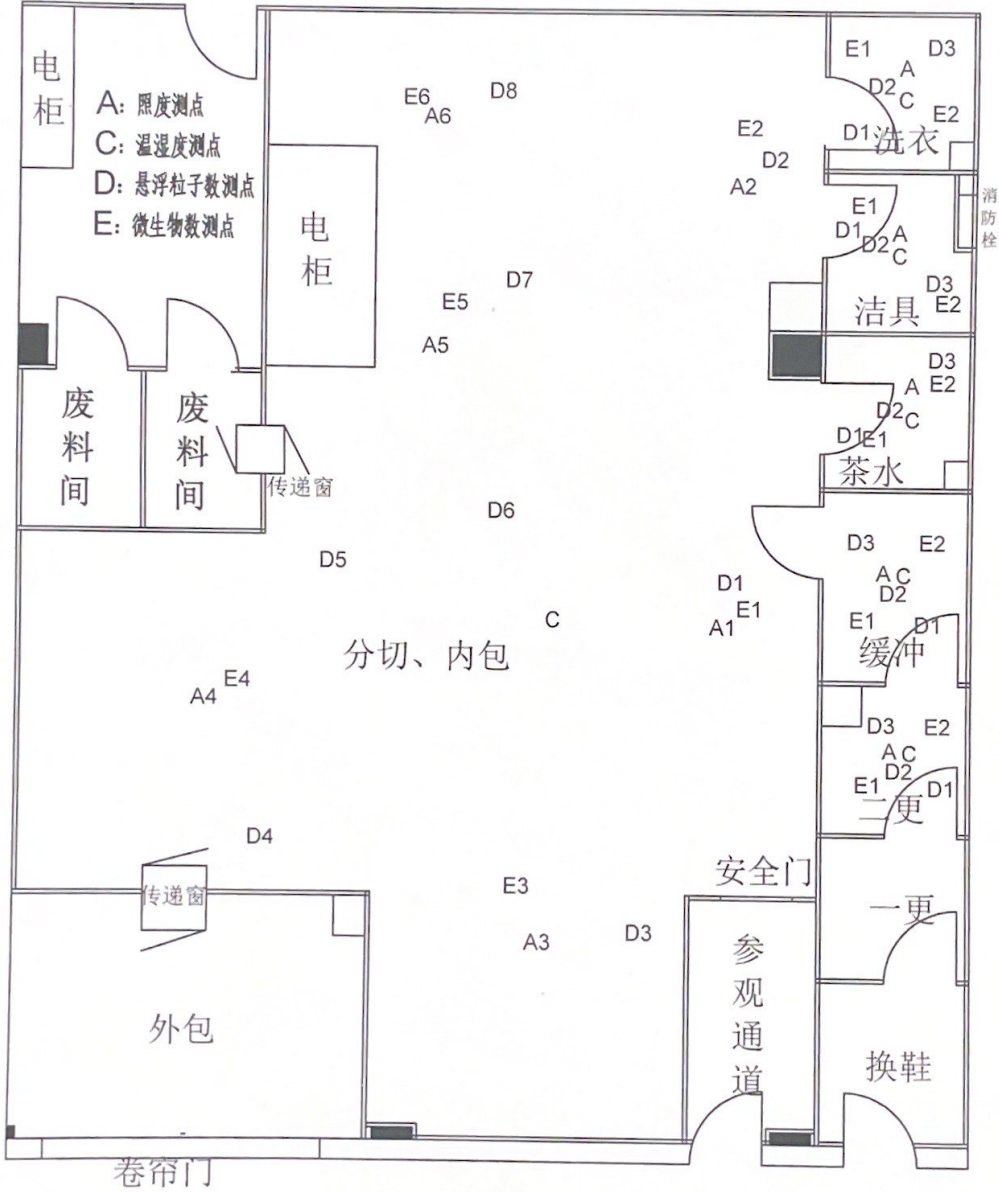 电柜
A：照度测点
C：温湿度测点
D：悬浮粒子数测点
E：微生物数测点
电柜
废料间
废料间
传递窗
E6
A6
D8
E2
D2
A2
D7
E5
A5
D6
D5
C
D1
E1
A1
分切、内包
E4
A4
D4
传递窗
E3
A3
D3
安全门
外包
参观通道
卷帘门
E1
D3
A
D2
C
E2
D1
洗衣
消防栓
E1
D1
D2
A
C
D3
E2
洁具
D3
A
E2
D2
C
D1
E1
茶水
D3
E2
A C
D2
E1
D1
缓冲
D3
E2
A C
D2
E1
D1
二更
一更
换鞋